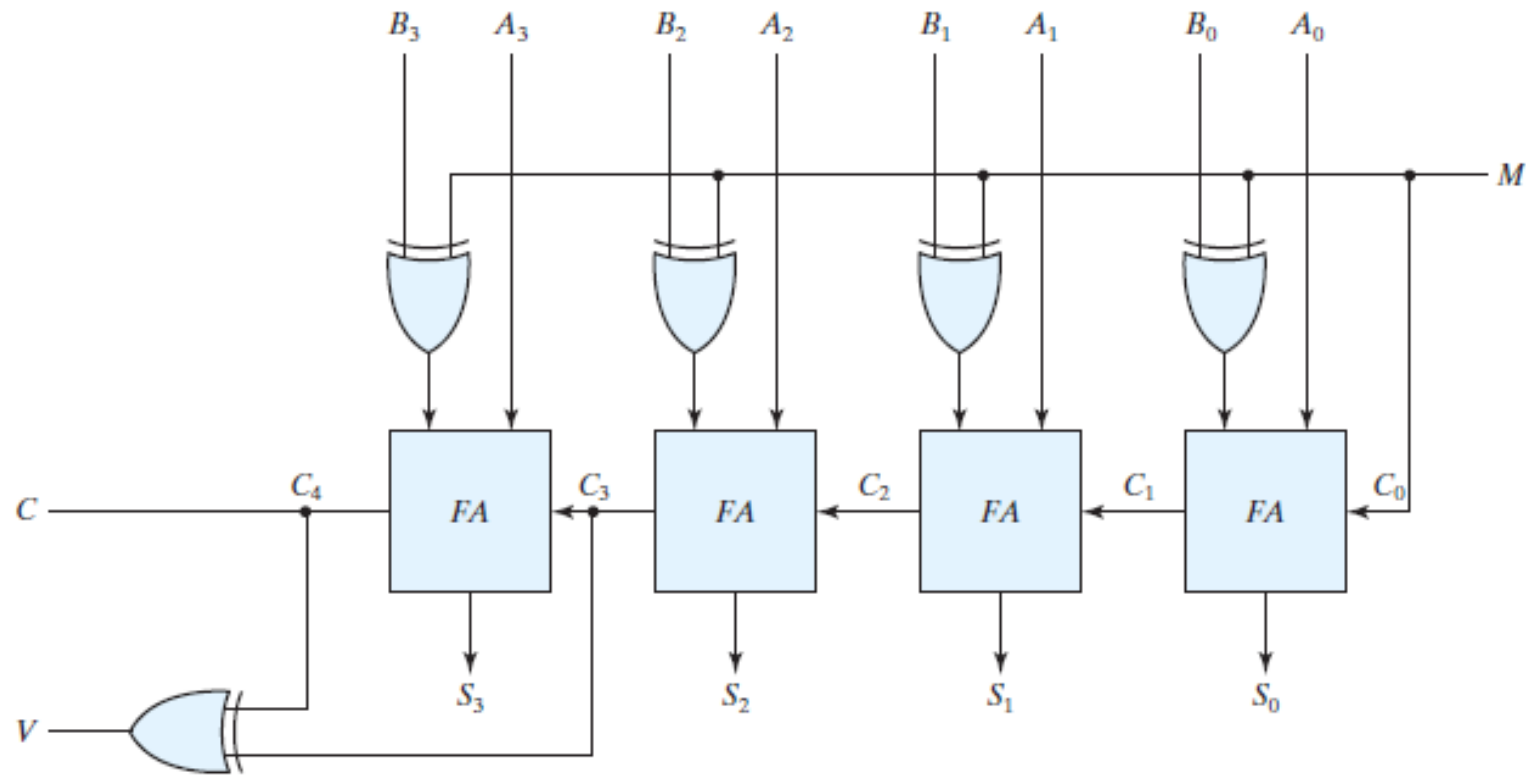 B₃ A₃ B₂ A₂ B₁ A₁ B₀ A₀
M
C C₄ FA C₃ FA C₂ FA C₁ FA C₀
S₃ S₂ S₁ S₀
V